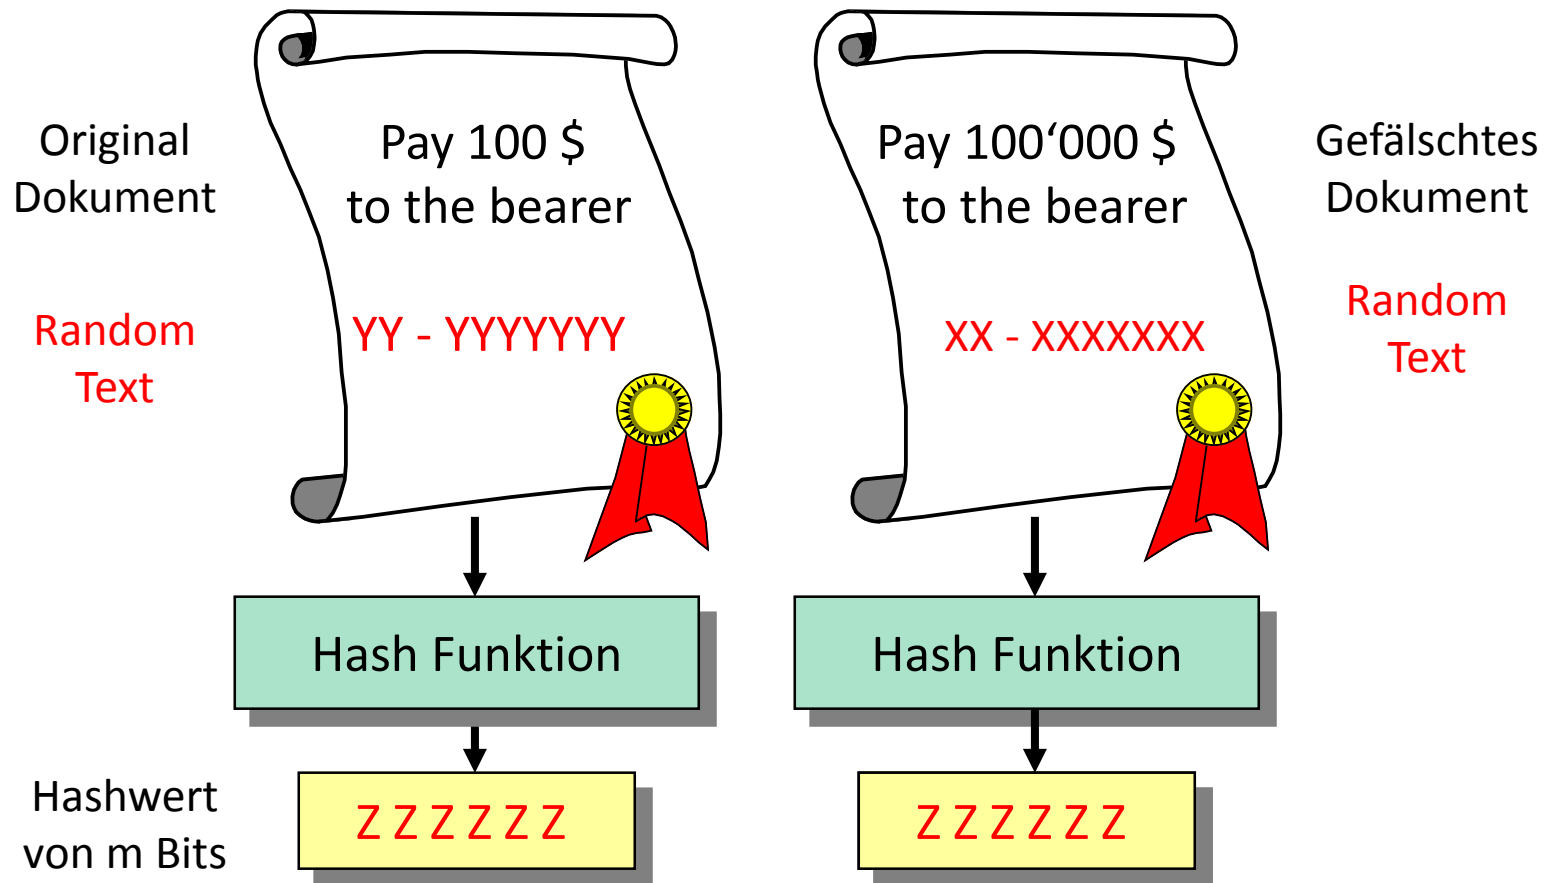 Original
Dokument
Random
Text
Pay 100 $
to the bearer
YY - YYYYYYY
Pay 100‘000 $
to the bearer
XX - XXXXXXX
Gefälschtes
Dokument
Random
Text
Hash Funktion
Hash Funktion
Hashwert
von m Bits
Z Z Z Z Z Z
Z Z Z Z Z Z